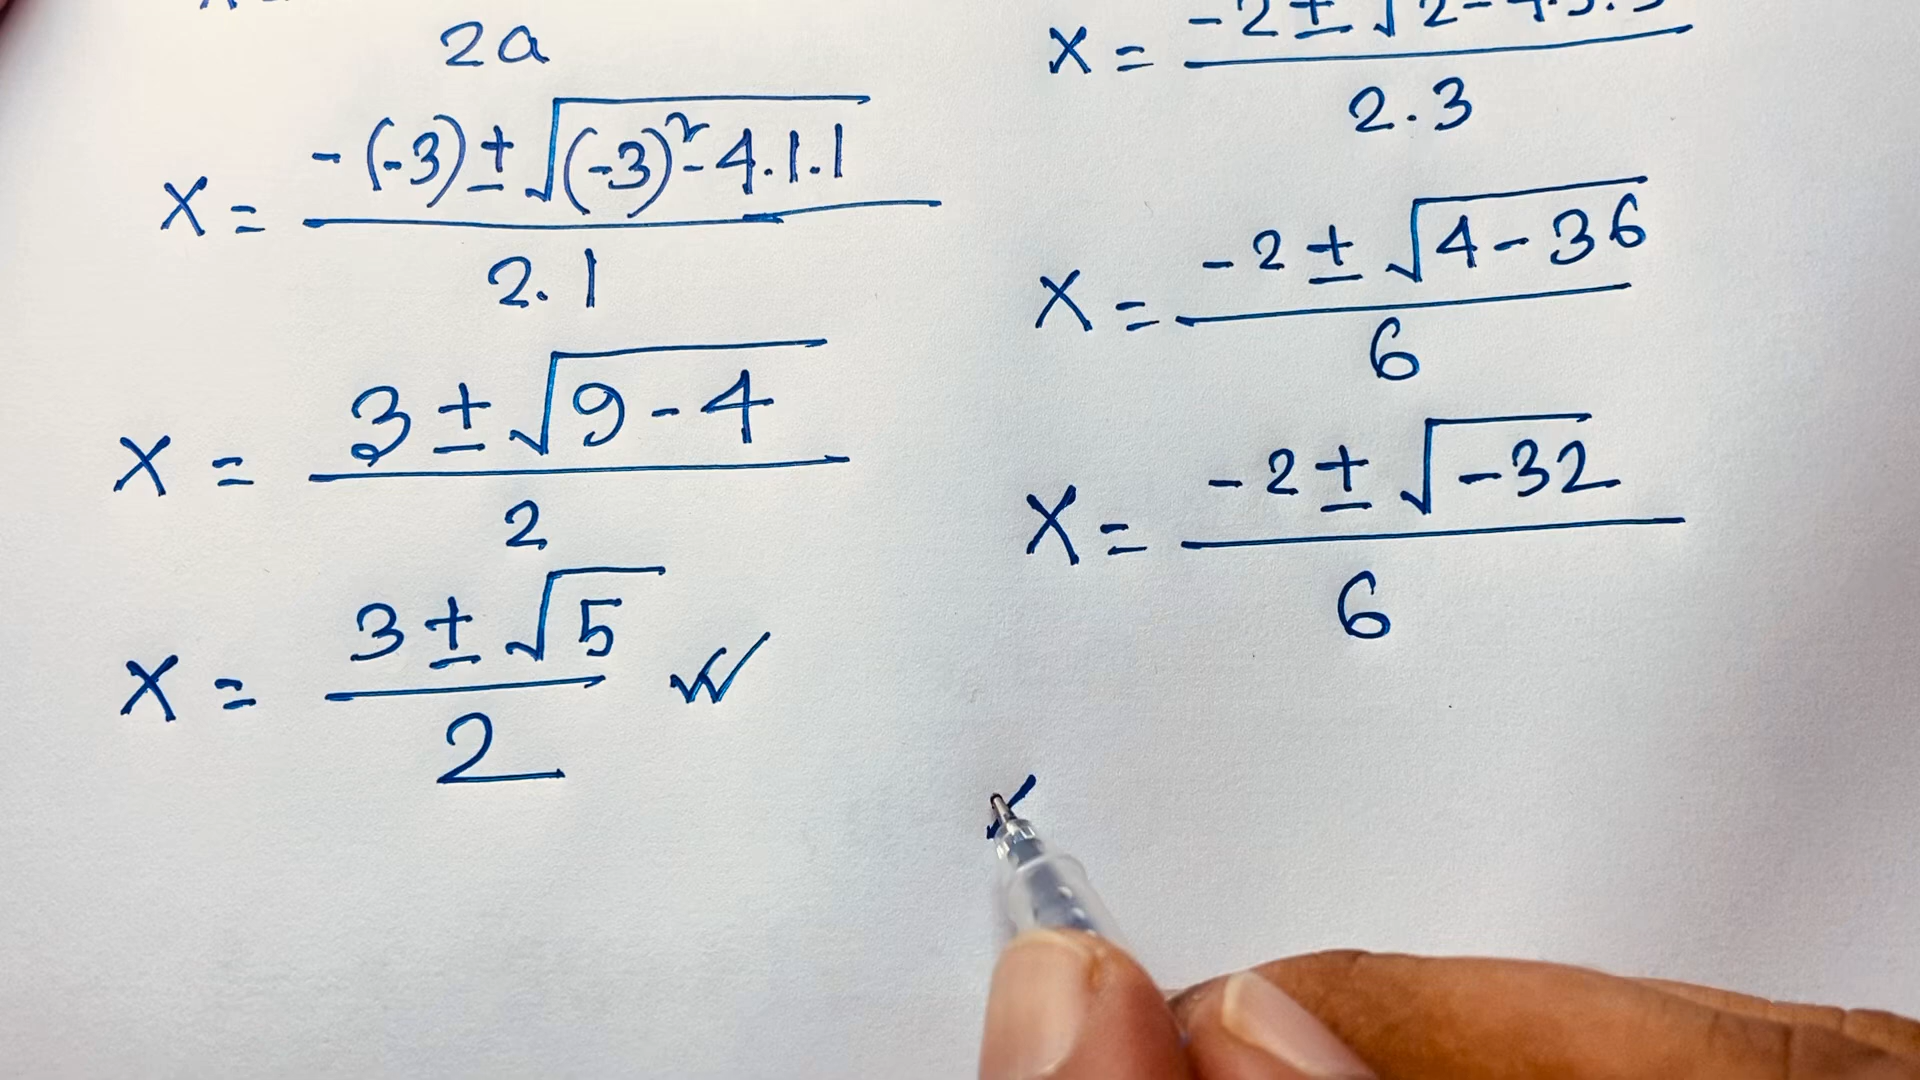 2a
x = -(-3) ± √(-3)² - 4.1.1
2.1
x = 3 ± √9 - 4
2
x = 3 ± √5
2
x = -2 ± √
2.3
x = -2 ± √4 - 36
6
x = -2 ± √-32
6